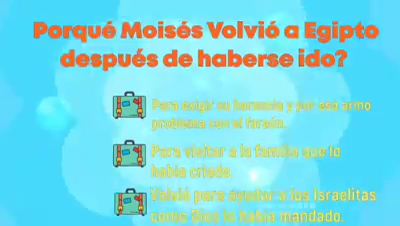 Porqué Moisés Volvió a Egipto
después de haberse ido?
Para exigir su herencia y por eso armo
problema con el faraón.
Para visitar a la familia que lo
había criado.
Volvió para ayudar a los Israelitas
como Dios lo había mandado.